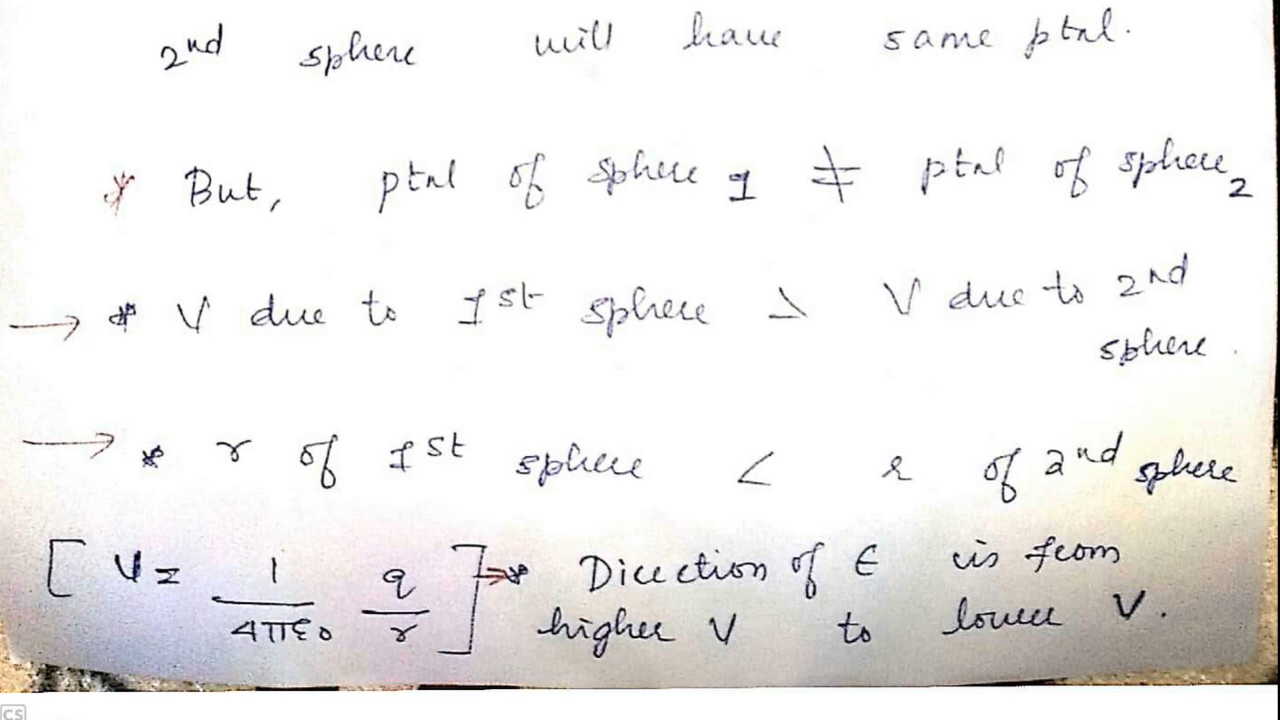 2nd sphere will have same ptnl.
* But, ptnl of sphere 1 ≠ ptnl of sphere 2
→ * V due to 1st sphere > V due to 2nd
sphere.
→ * r of 1st sphere < r of 2nd sphere
[ V = 1/4πε0 q/r ] → * Direction of E is from
higher V to lower V.
CS